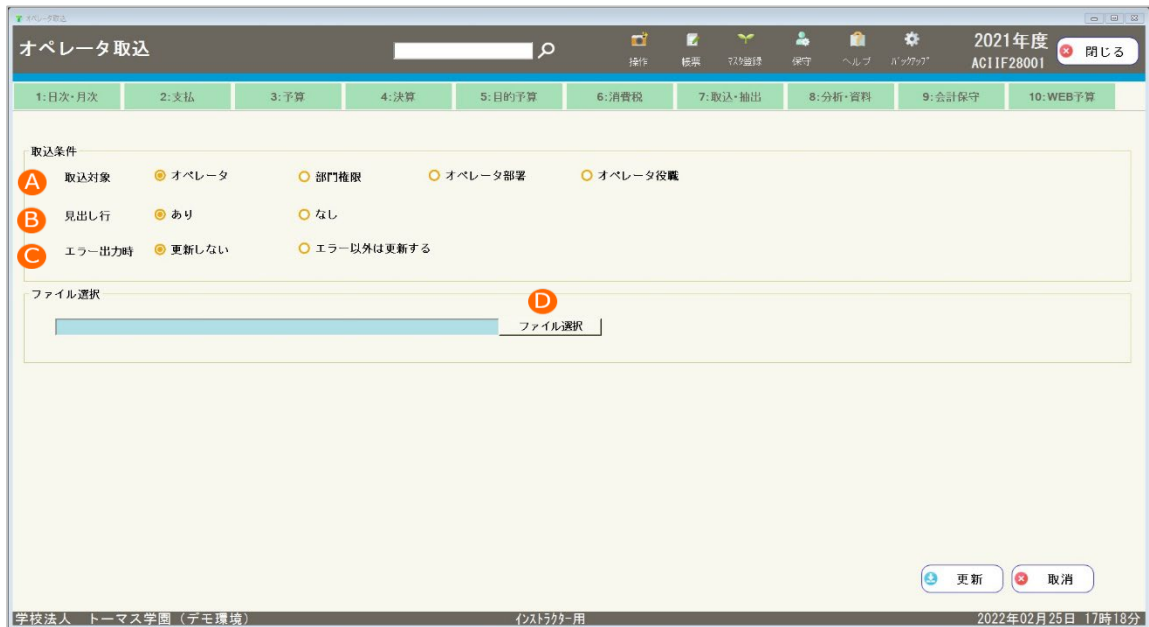 オペレータ取込
オペレータ取込
操作 帳票 マスタ登録 保守 ヘルプ バックアップ
2021年度
ACIIF28001
閉じる
1:日次・月次 2:支払 3:予算 4:決算 5:目的予算 6:消費税 7:取込・抽出 8:分析・資料 9:会計保守 10:WEB予算
取込条件
A 取込対象 オペレータ 部門権限 オペレータ部署 オペレータ役職
B 見出し行 あり なし
C エラー出力時 更新しない エラー以外は更新する
ファイル選択
D
ファイル選択
更新 取消
学校法人 トーマス学園（デモ環境） インストラクター用 2022年02月25日 17時18分